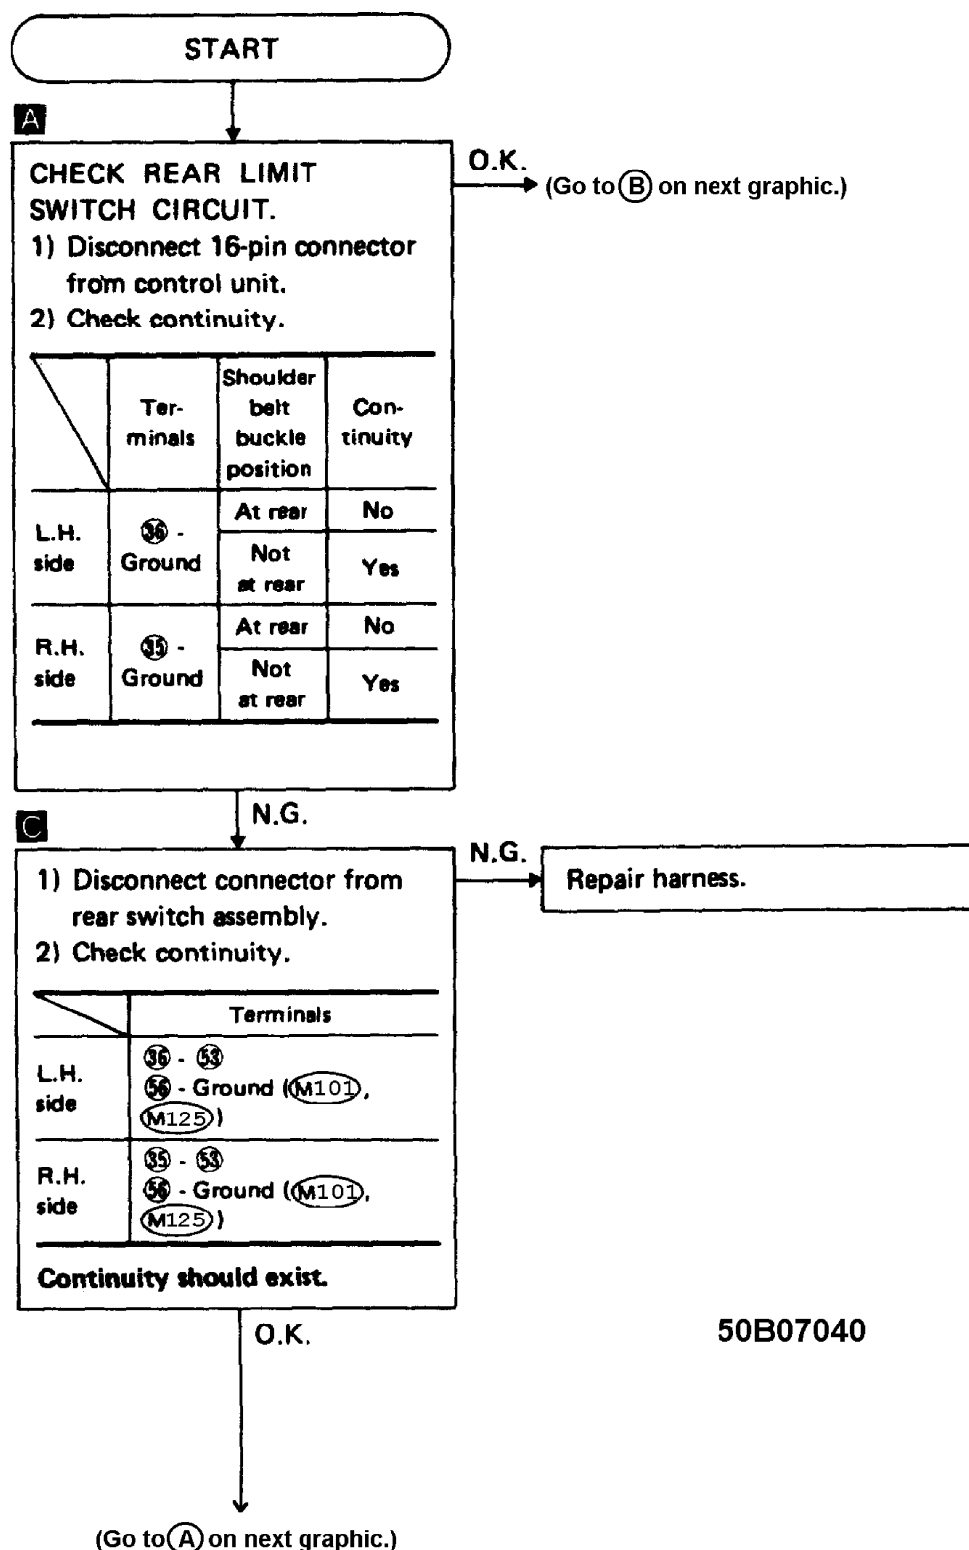 START
A
CHECK REAR LIMIT
SWITCH CIRCUIT.
1) Disconnect 16-pin connector
from control unit.
2) Check continuity.
Ter-
minals
Shoulder
belt
buckle
position
Con-
tinuity
L.H.
side
36 -
Ground
At rear
No
Not
at rear
Yes
R.H.
side
35 -
Ground
At rear
No
Not
at rear
Yes
O.K.
(Go to B on next graphic.)
N.G.
C
1) Disconnect connector from
rear switch assembly.
2) Check continuity.
Terminals
L.H.
side
36 - 53
56 - Ground (M101,
M125)
R.H.
side
35 - 53
56 - Ground (M101,
M125)
Continuity should exist.
N.G.
Repair harness.
O.K.
50B07040
(Go to A on next graphic.)